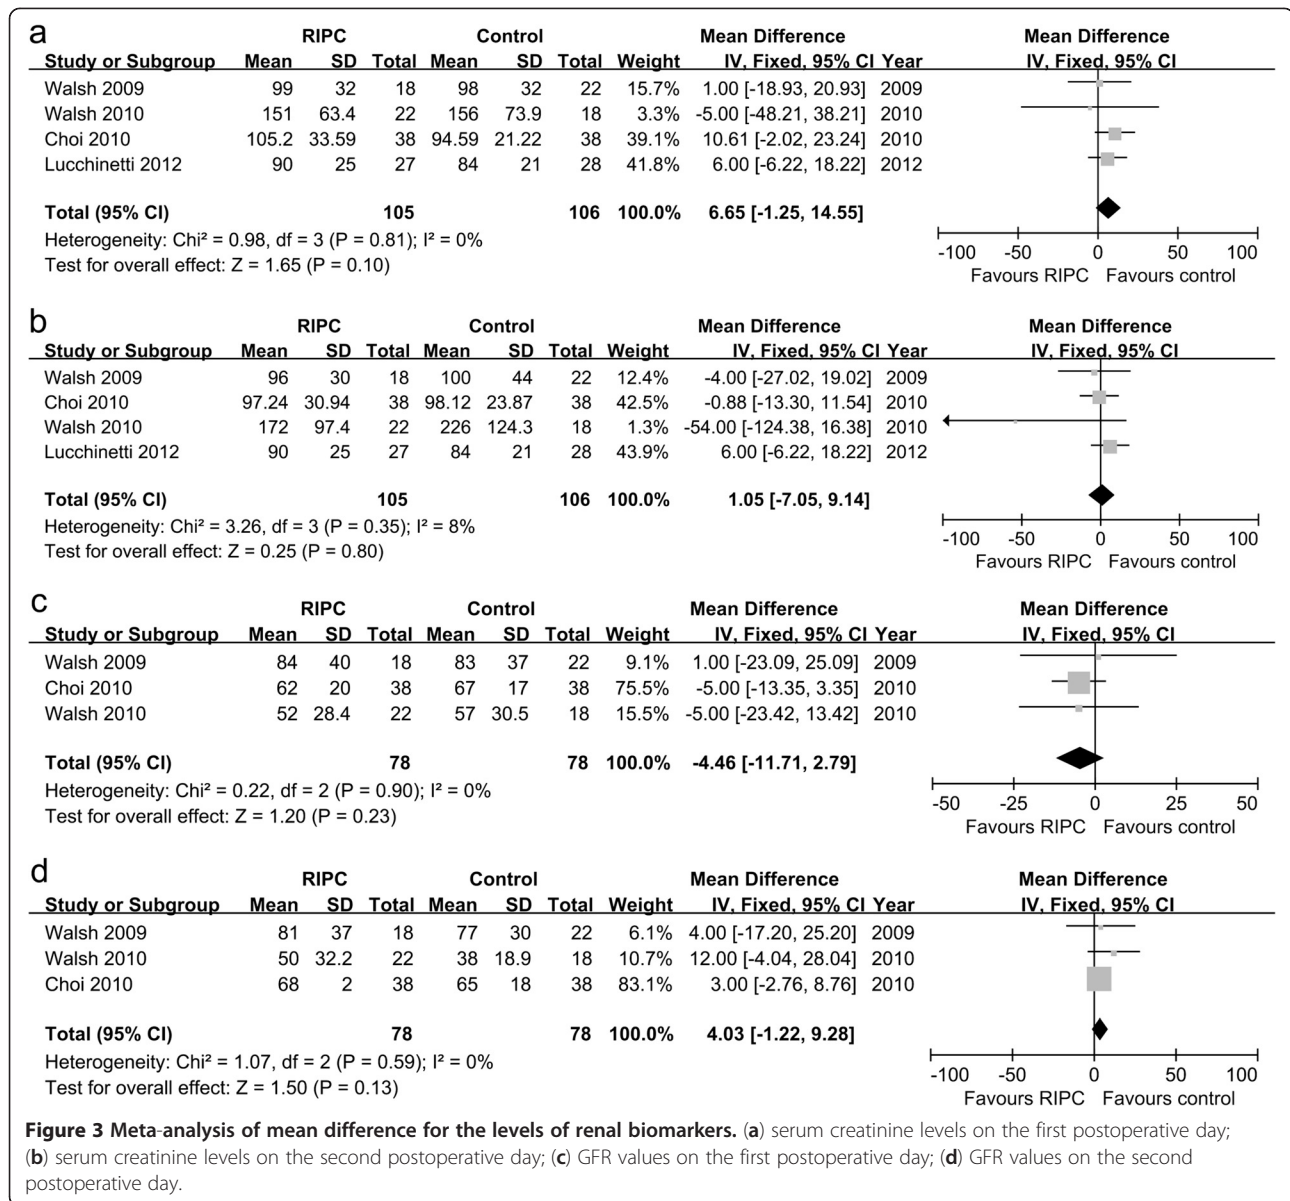 a
RIPC Control Mean Difference Mean Difference
Study or Subgroup Mean SD Total Mean SD Total Weight IV, Fixed, 95% CI Year IV, Fixed, 95% CI
Walsh 2009 99 32 18 98 32 22 15.7% 1.00 [-18.93, 20.93] 2009
Walsh 2010 151 63.4 22 156 73.9 18 3.3% -5.00 [-48.21, 38.21] 2010
Choi 2010 105.2 33.59 38 94.59 21.22 38 39.1% 10.61 [-2.02, 23.24] 2010
Lucchinetti 2012 90 25 27 84 21 28 41.8% 6.00 [-6.22, 18.22] 2012
Total (95% CI) 105 106 100.0% 6.65 [-1.25, 14.55]
Heterogeneity: Chi² = 0.98, df = 3 (P = 0.81); I² = 0%
Test for overall effect: Z = 1.65 (P = 0.10)
-100 -50 0 50 100
Favours RIPC Favours control
b
RIPC Control Mean Difference Mean Difference
Study or Subgroup Mean SD Total Mean SD Total Weight IV, Fixed, 95% CI Year IV, Fixed, 95% CI
Walsh 2009 96 30 18 100 44 22 12.4% -4.00 [-27.02, 19.02] 2009
Choi 2010 97.24 30.94 38 98.12 23.87 38 42.5% -0.88 [-13.30, 11.54] 2010
Walsh 2010 172 97.4 22 226 124.3 18 1.3% -54.00 [-124.38, 16.38] 2010
Lucchinetti 2012 90 25 27 84 21 28 43.9% 6.00 [-6.22, 18.22] 2012
Total (95% CI) 105 106 100.0% 1.05 [-7.05, 9.14]
Heterogeneity: Chi² = 3.26, df = 3 (P = 0.35); I² = 8%
Test for overall effect: Z = 0.25 (P = 0.80)
-100 -50 0 50 100
Favours RIPC Favours control
c
RIPC Control Mean Difference Mean Difference
Study or Subgroup Mean SD Total Mean SD Total Weight IV, Fixed, 95% CI Year IV, Fixed, 95% CI
Walsh 2009 84 40 18 83 37 22 9.1% 1.00 [-23.09, 25.09] 2009
Choi 2010 62 20 38 67 17 38 75.5% -5.00 [-13.35, 3.35] 2010
Walsh 2010 52 28.4 22 57 30.5 18 15.5% -5.00 [-23.42, 13.42] 2010
Total (95% CI) 78 78 100.0% -4.46 [-11.71, 2.79]
Heterogeneity: Chi² = 0.22, df = 2 (P = 0.90); I² = 0%
Test for overall effect: Z = 1.20 (P = 0.23)
-50 -25 0 25 50
Favours RIPC Favours control
d
RIPC Control Mean Difference Mean Difference
Study or Subgroup Mean SD Total Mean SD Total Weight IV, Fixed, 95% CI Year IV, Fixed, 95% CI
Walsh 2009 81 37 18 77 30 22 6.1% 4.00 [-17.20, 25.20] 2009
Walsh 2010 50 32.2 22 38 18.9 18 10.7% 12.00 [-4.04, 28.04] 2010
Choi 2010 68 2 38 65 18 38 83.1% 3.00 [-2.76, 8.76] 2010
Total (95% CI) 78 78 100.0% 4.03 [-1.22, 9.28]
Heterogeneity: Chi² = 1.07, df = 2 (P = 0.59); I² = 0%
Test for overall effect: Z = 1.50 (P = 0.13)
-100 -50 0 50 100
Favours RIPC Favours control
Figure 3 Meta-analysis of mean difference for the levels of renal biomarkers. (a) serum creatinine levels on the first postoperative day;
(b) serum creatinine levels on the second postoperative day; (c) GFR values on the first postoperative day; (d) GFR values on the second
postoperative day.